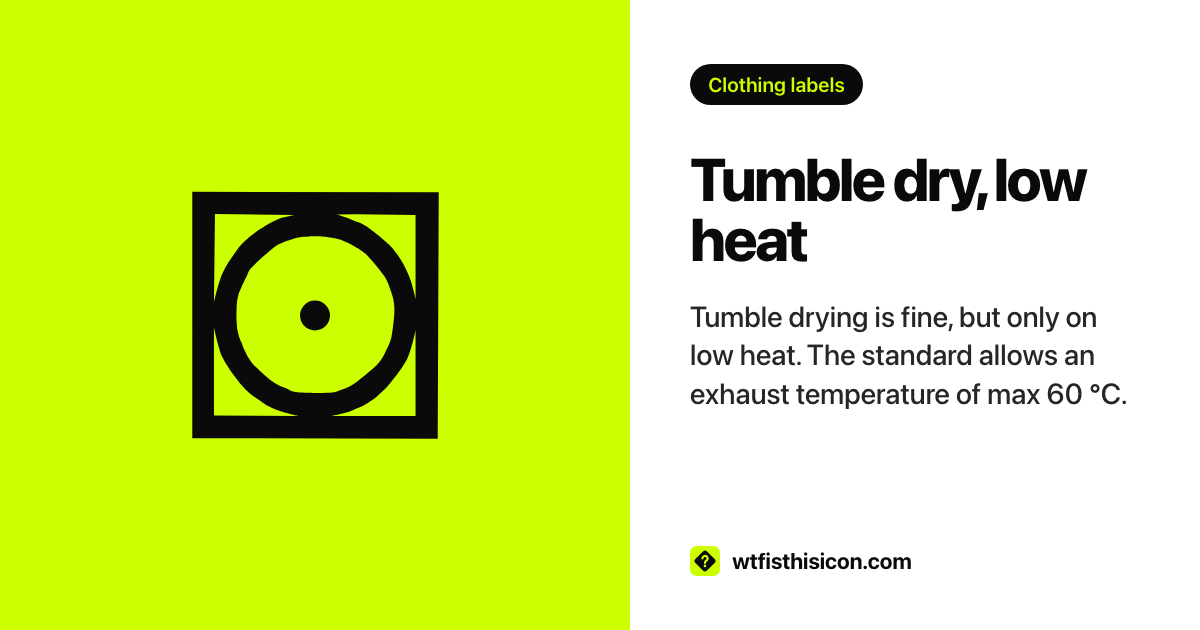 Clothing labels
Tumble dry, low
heat
Tumble drying is fine, but only on
low heat. The standard allows an
exhaust temperature of max 60 °C.
?
wtfisthisicon.com